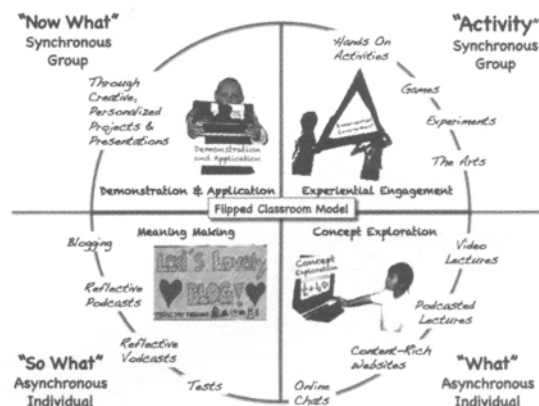 "Now What"
Synchronous
Group
"Activity"
Synchronous
Group
Through
Creative,
Personalized
Projects &
Presentations
Hands On
Activities
Games
Experiments
The Arts
Demonstration
and Application
Experiential
Demonstration & Application
Experiential Engagement
Flipped Classroom Model
Meaning Making
Concept Exploration
Blogging
Reflective
Podcasts
Reflective
Vodcasts
Tests
Lovely
BLOG!
Concept
Exploration
Video
Lectures
Podcasted
Lectures
Content-Rich
Websites
Online
Chats
"So What"
Asynchronous
Individual
"What"
Asynchronous
Individual